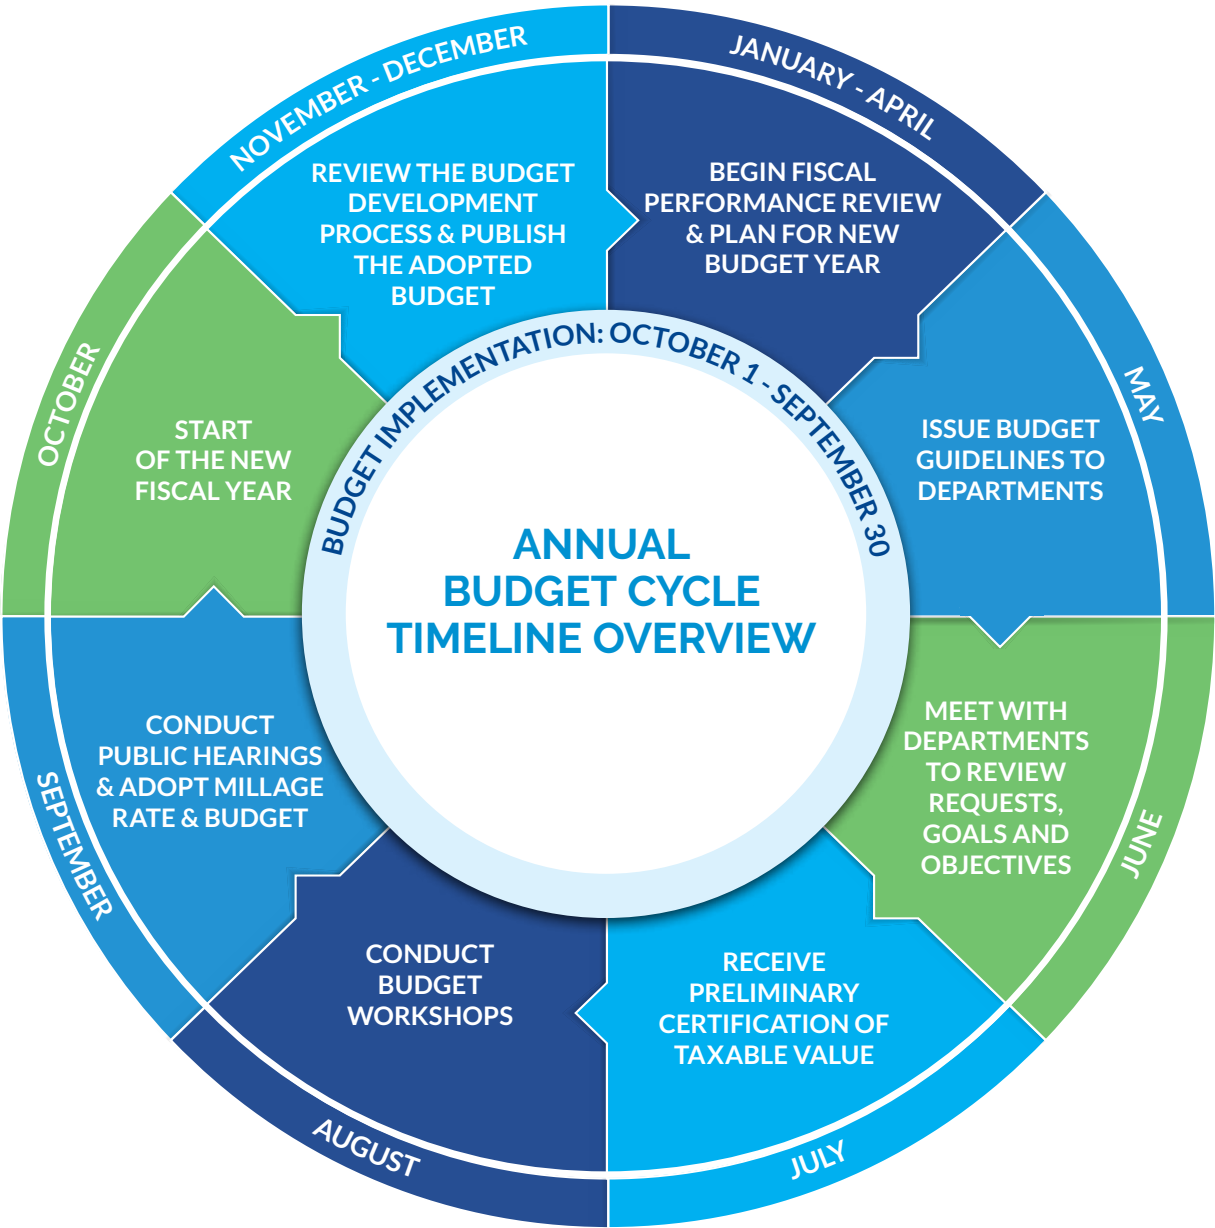 ANNUAL
BUDGET CYCLE
TIMELINE OVERVIEW
BUDGET IMPLEMENTATION: OCTOBER 1 - SEPTEMBER 30
JANUARY - APRIL
BEGIN FISCAL
PERFORMANCE REVIEW
& PLAN FOR NEW
BUDGET YEAR
MAY
ISSUE BUDGET
GUIDELINES TO
DEPARTMENTS
JUNE
MEET WITH
DEPARTMENTS
TO REVIEW
REQUESTS,
GOALS AND
OBJECTIVES
JULY
RECEIVE
PRELIMINARY
CERTIFICATION OF
TAXABLE VALUE
AUGUST
CONDUCT
BUDGET
WORKSHOPS
SEPTEMBER
CONDUCT
PUBLIC HEARINGS
& ADOPT MILLAGE
RATE & BUDGET
OCTOBER
START
OF THE NEW
FISCAL YEAR
NOVEMBER - DECEMBER
REVIEW THE BUDGET
DEVELOPMENT
PROCESS & PUBLISH
THE ADOPTED
BUDGET